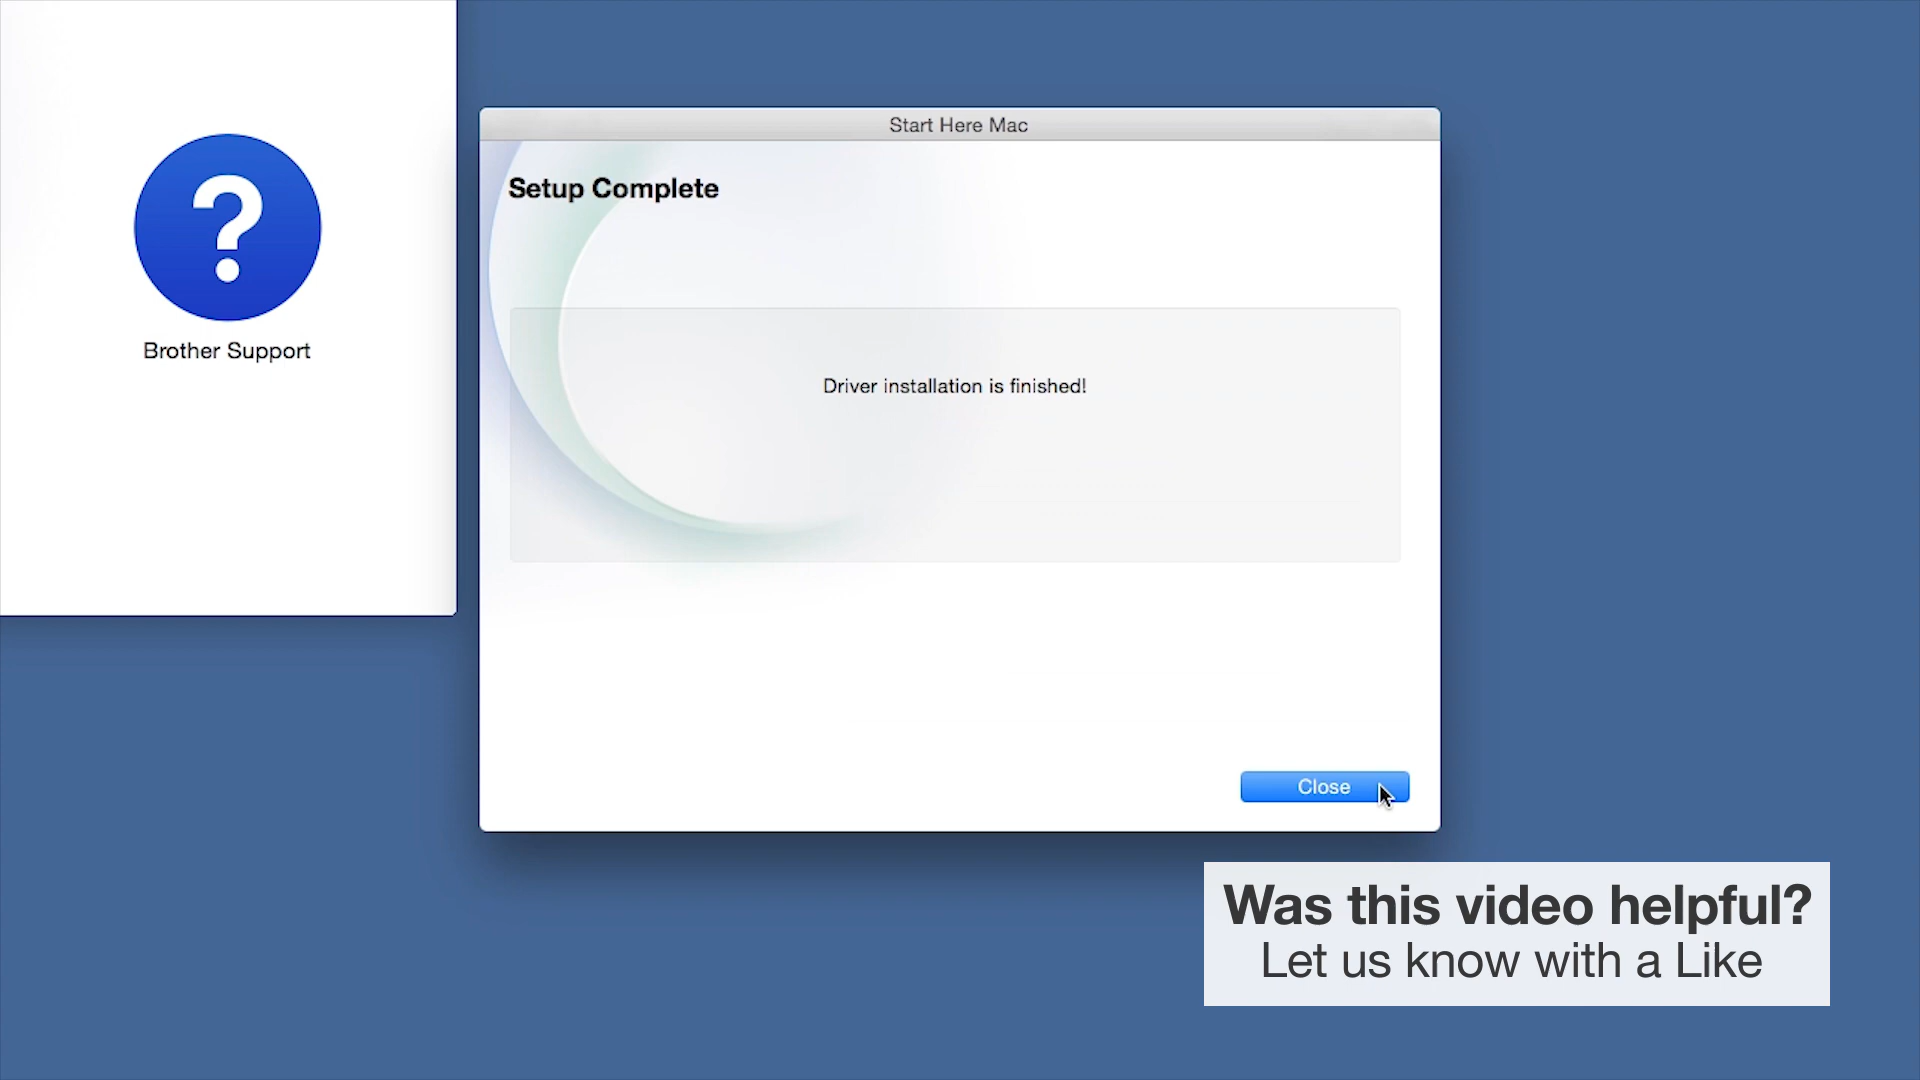 Start Here Mac
Setup Complete
?
Brother Support
Driver installation is finished!
Close
Was this video helpful?
Let us know with a Like